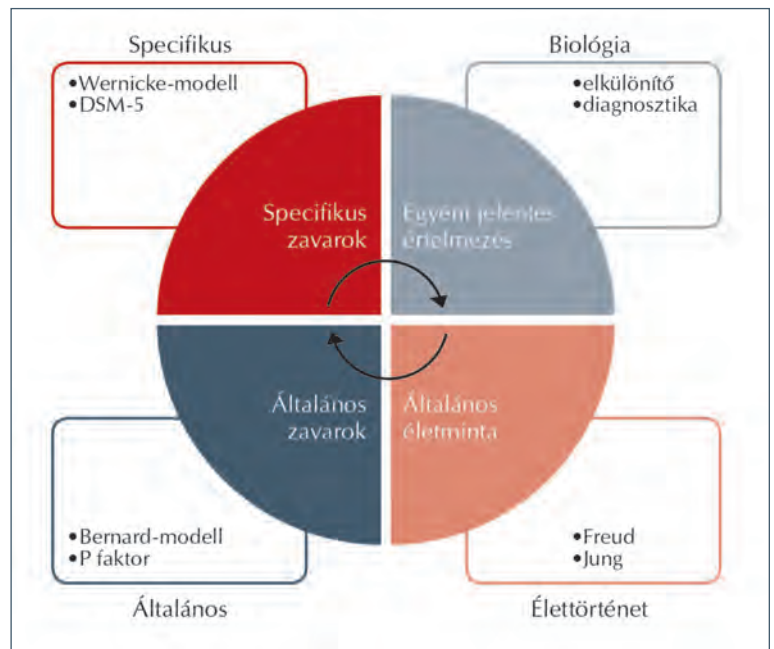 Specifikus
•Wernicke-modell
•DSM-5
Biológia
•elkülönítő
•diagnosztika
Specifikus
zavarok
Egyéni jelentés
értelmezés
Általános
zavarok
Általános
életminta
•Bernard-modell
•P faktor
Általános
•Freud
•Jung
Élettörténet